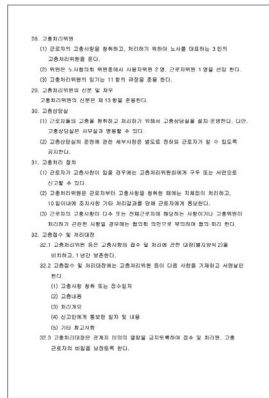 28. 고충처리위원
(1) 근로자의 고충사항을 청취하고, 처리하기 위하여 노사를 대표하는 3 인의
고충처리위원을 둔다.
(2) 위원은 노사협의회 위원중에서 사용자위원 2 명, 근로자위원 1 명을 선임 한다.
(3) 고충처리위원의 임기는 11 항의 규정을 준용 한다.
29. 고충처리위원의 신분 및 처우
고충처리위원의 신분은 제 13 항을 준용한다.
30. 고충상담실
(1) 근로자들의 고충을 청취하고 처리하기 위해서 고충상담실을 설치 운영한다. 다만,
고충상담실은 사무실과 병용할 수 있다.
(2) 고충상담실의 운영에 관한 세부사항은 별도로 정하되 근로자가 알 수 있도록
공지한다.
31. 고충처리 절차
(1) 근로자가 고충사항이 있을 경우에는 고충처리위원회에게 구두 또는 서면으로
신고할 수 있다.
(2) 고충처리위원은 근로자부터 고충사항을 청취한 때에는 지체없이 처리하고,
10 일이내에 조치사항 기타 처리결과를 당해 근로자에게 통보한다.
(3) 근로자의 고충사항이 다수 또는 전체근로자에 해당하는 사항이거나 고충위원이
처리하기 곤란한 사항일 경우에는 협의회 회의으로 부의하여 협의 처리 한다.
32. 고충접수 및 처리대장
32.1 고충처리위원 등은 고충사항의 접수 및 처리에 관한 대장(별지양식 2)을
비치하고, 1 년간 보존한다.
32.2 고충접수 및 처리대장에는 고충처리위원 등이 다음 사항을 기재하고 서명날인
한다.
(1) 고충사항 청취 또는 접수일자
(2) 고충내용
(3) 처리개요
(4) 신고인에게 통보한 일자 및 내용
(5) 기타 참고사항
32.3 고충처리대장은 관계자 이외의 열람을 금지토록하여 접수 및 처리한, 고충
근로자의 비밀을 보장토록 한다.